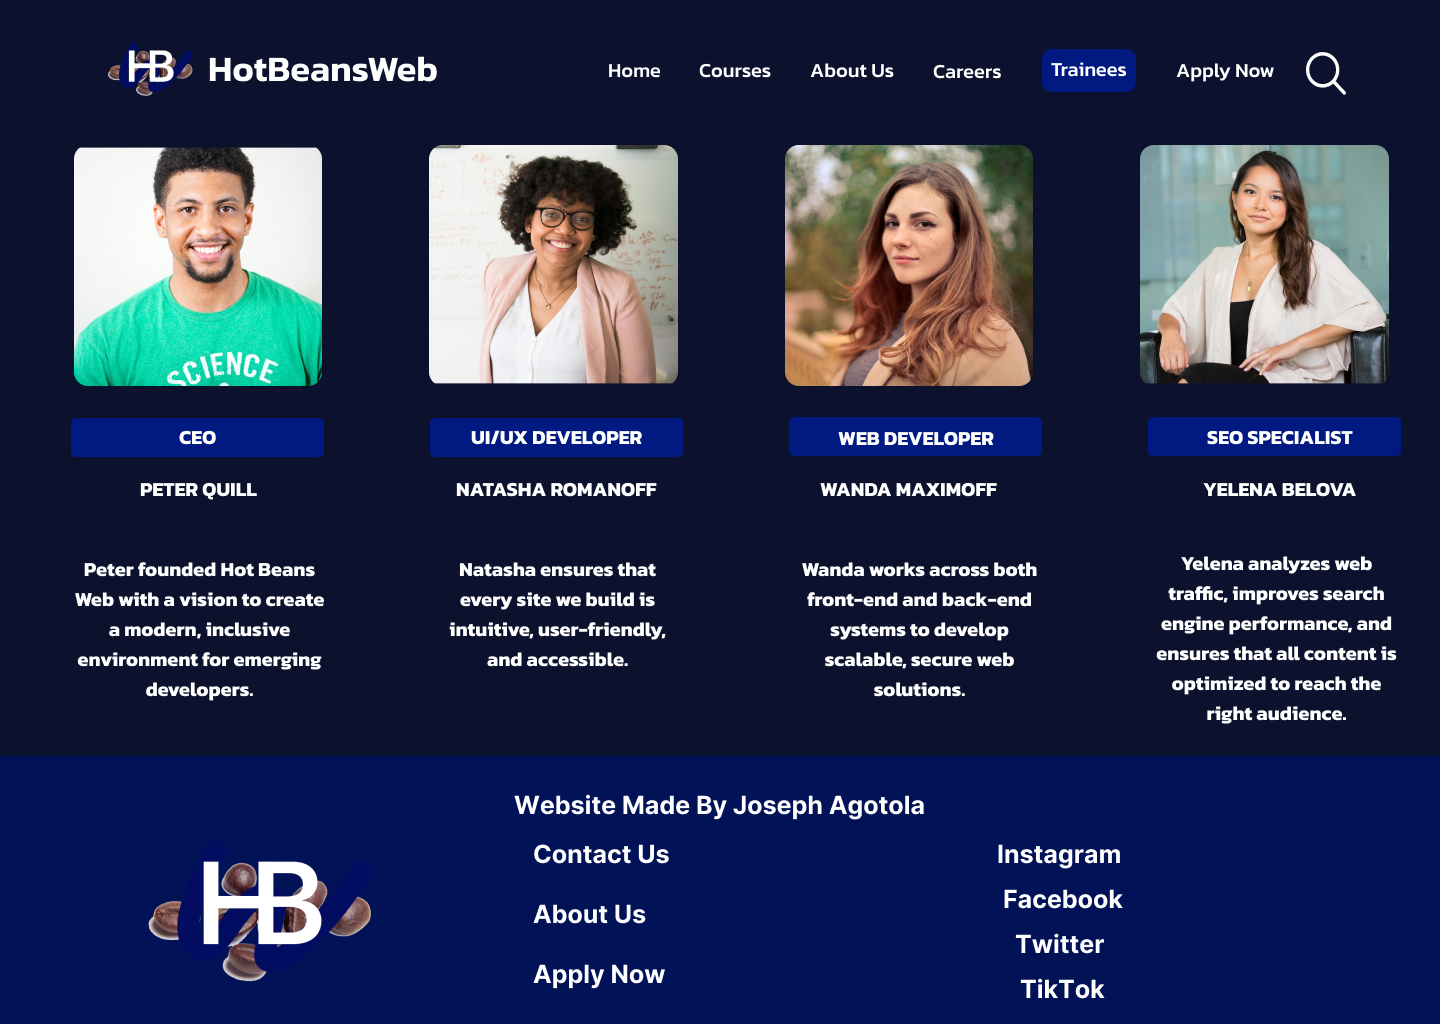 HB HotBeansWeb
Home Courses About Us Careers Trainees Apply Now
SCIENCE
CEO
PETER QUILL
Peter founded Hot Beans
Web with a vision to create
a modern, inclusive
environment for emerging
developers.
UI/UX DEVELOPER
NATASHA ROMANOFF
Natasha ensures that
every site we build is
intuitive, user-friendly,
and accessible.
WEB DEVELOPER
WANDA MAXIMOFF
Wanda works across both
front-end and back-end
systems to develop
scalable, secure web
solutions.
SEO SPECIALIST
YELENA BELOVA
Yelena analyzes web
traffic, improves search
engine performance, and
ensures that all content is
optimized to reach the
right audience.
Website Made By Joseph Agotola
HB
Contact Us
About Us
Apply Now
Instagram
Facebook
Twitter
TikTok